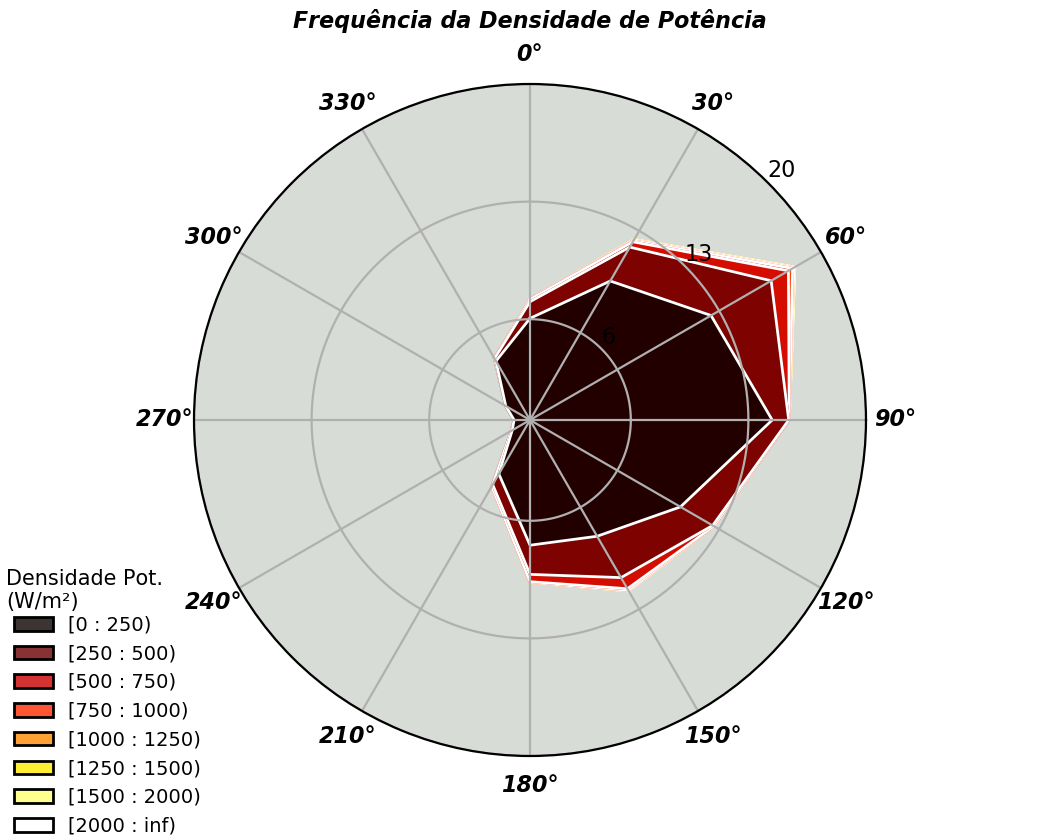 Frequência da Densidade de Potência
0°
330°
30°
20
300°
60°
13
6
270°
90°
240°
120°
210°
150°
180°
Densidade Pot.
(W/m²)
[0 : 250)
[250 : 500)
[500 : 750)
[750 : 1000)
[1000 : 1250)
[1250 : 1500)
[1500 : 2000)
[2000 : inf)